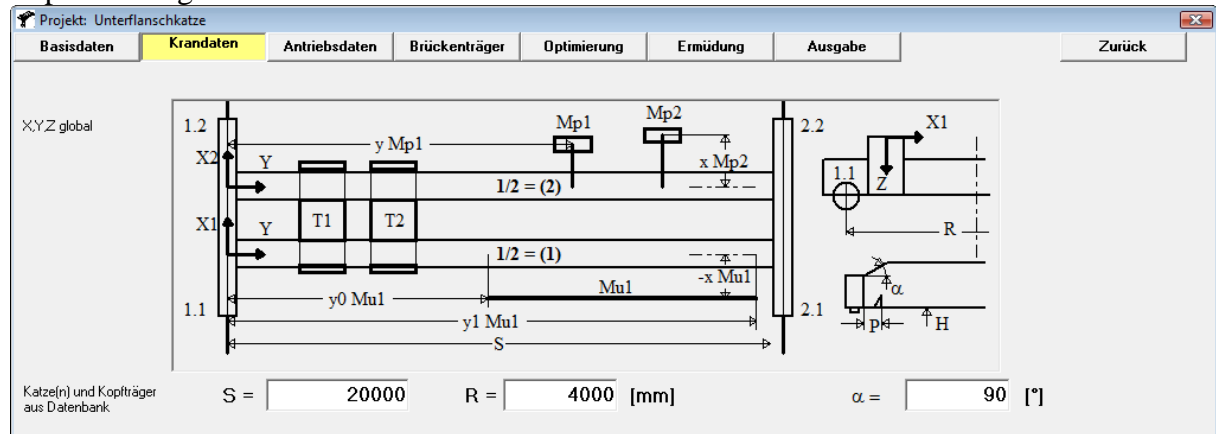 Projekt: Unterflanschkatze
Basisdaten Krandaten Antriebsdaten Brückenträger Optimierung Ermüdung Ausgabe Zurück
X,Y,Z global
1.2 y Mp1 Mp1 Mp2 2.2 X1
X2 Y x Mp2 1.1 Z
1/2 = (2)
X1 Y T1 T2 R
1/2 = (1)
-x Mu1 α
y0 Mu1 Mu1
1.1 y1 Mu1 2.1 p H
S
Katze(n) und Kopfträger
aus Datenbank
S = 20000 R = 4000 [mm] α = 90 [°]